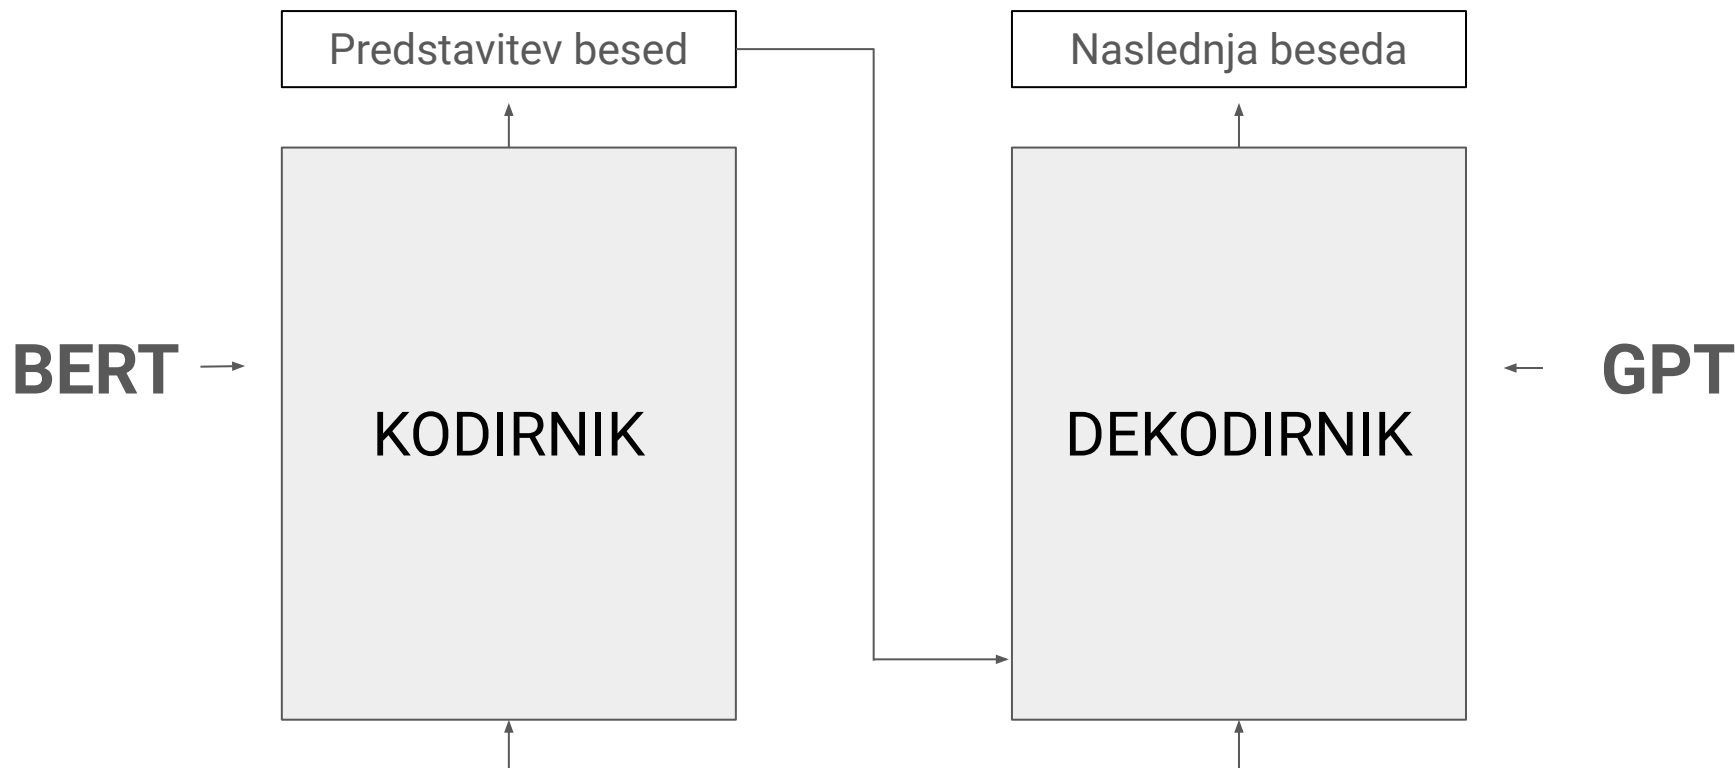 Predstavitev besed
Naslednja beseda
BERT
KODIRNIK
DEKODIRNIK
GPT